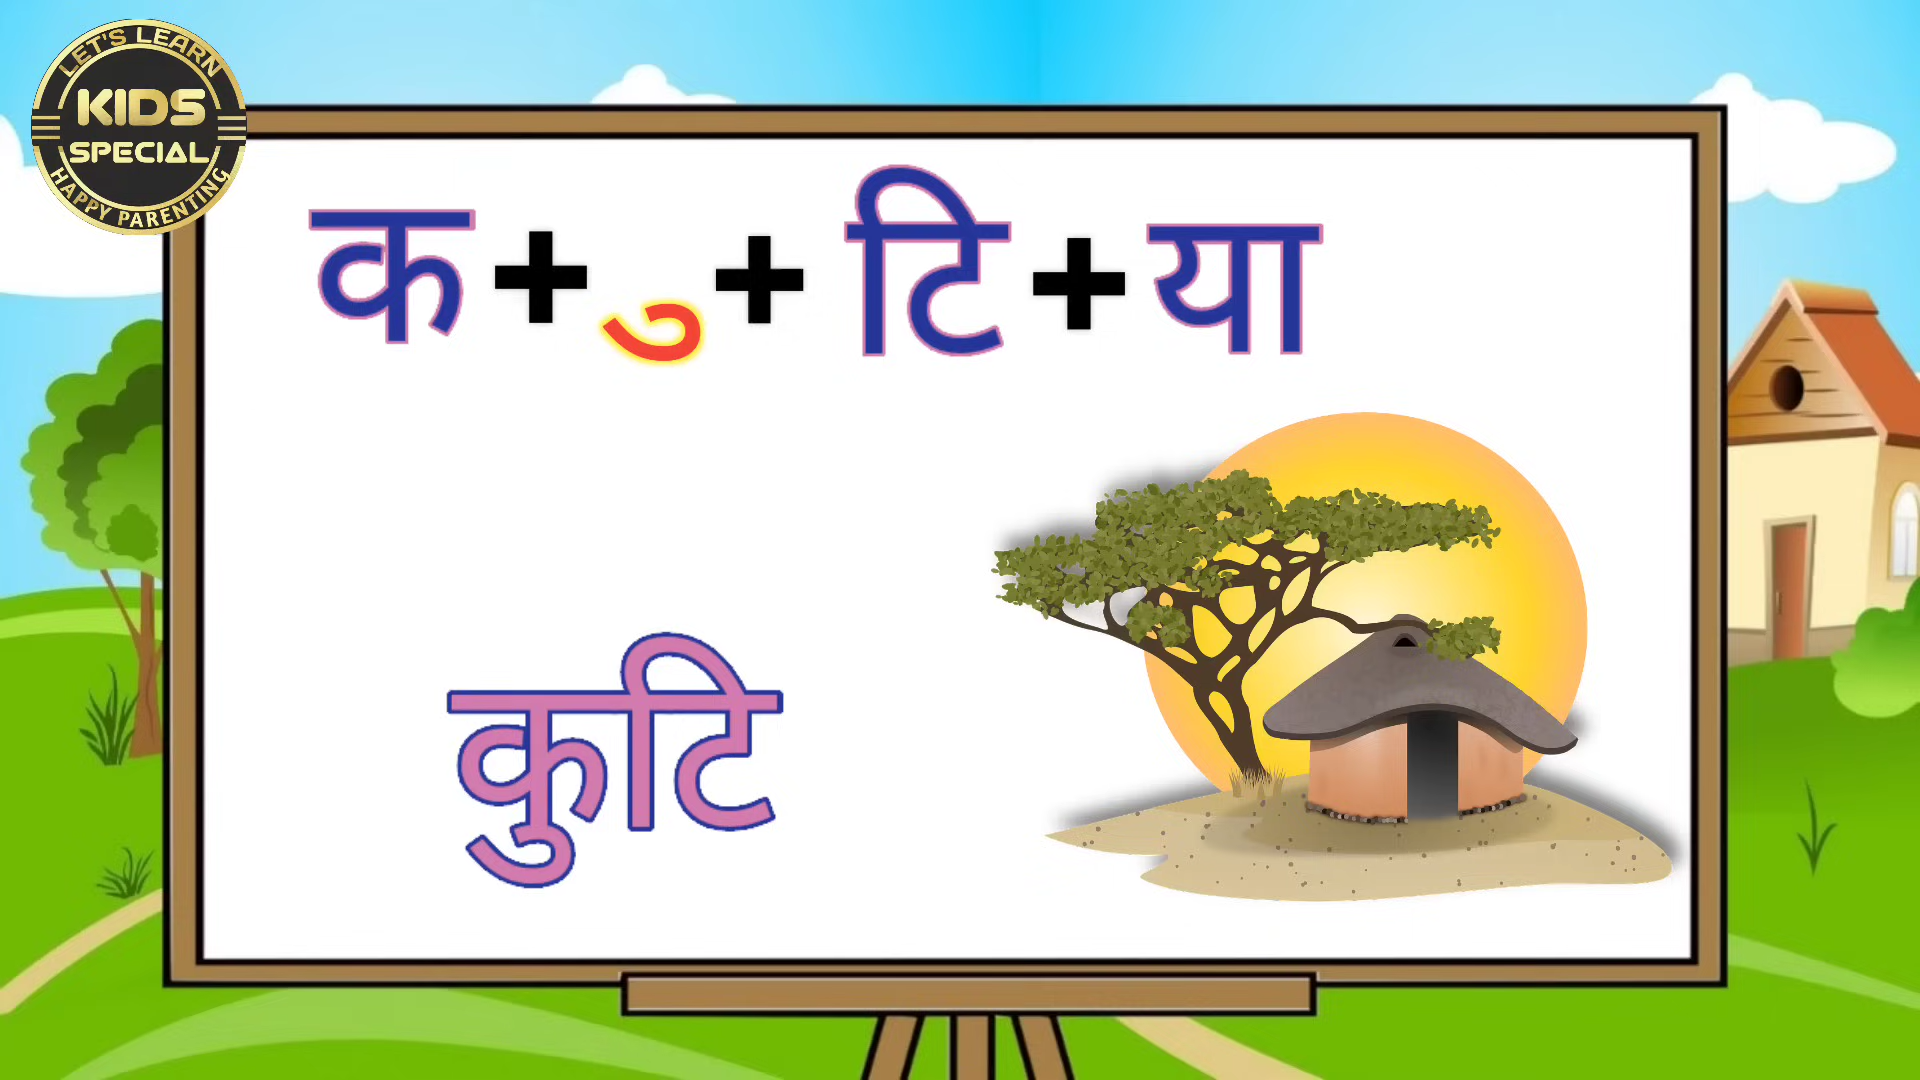 LET'S LEARN
KIDS
SPECIAL
HAPPY PARENTING
क + ु + टि + या
कुटि